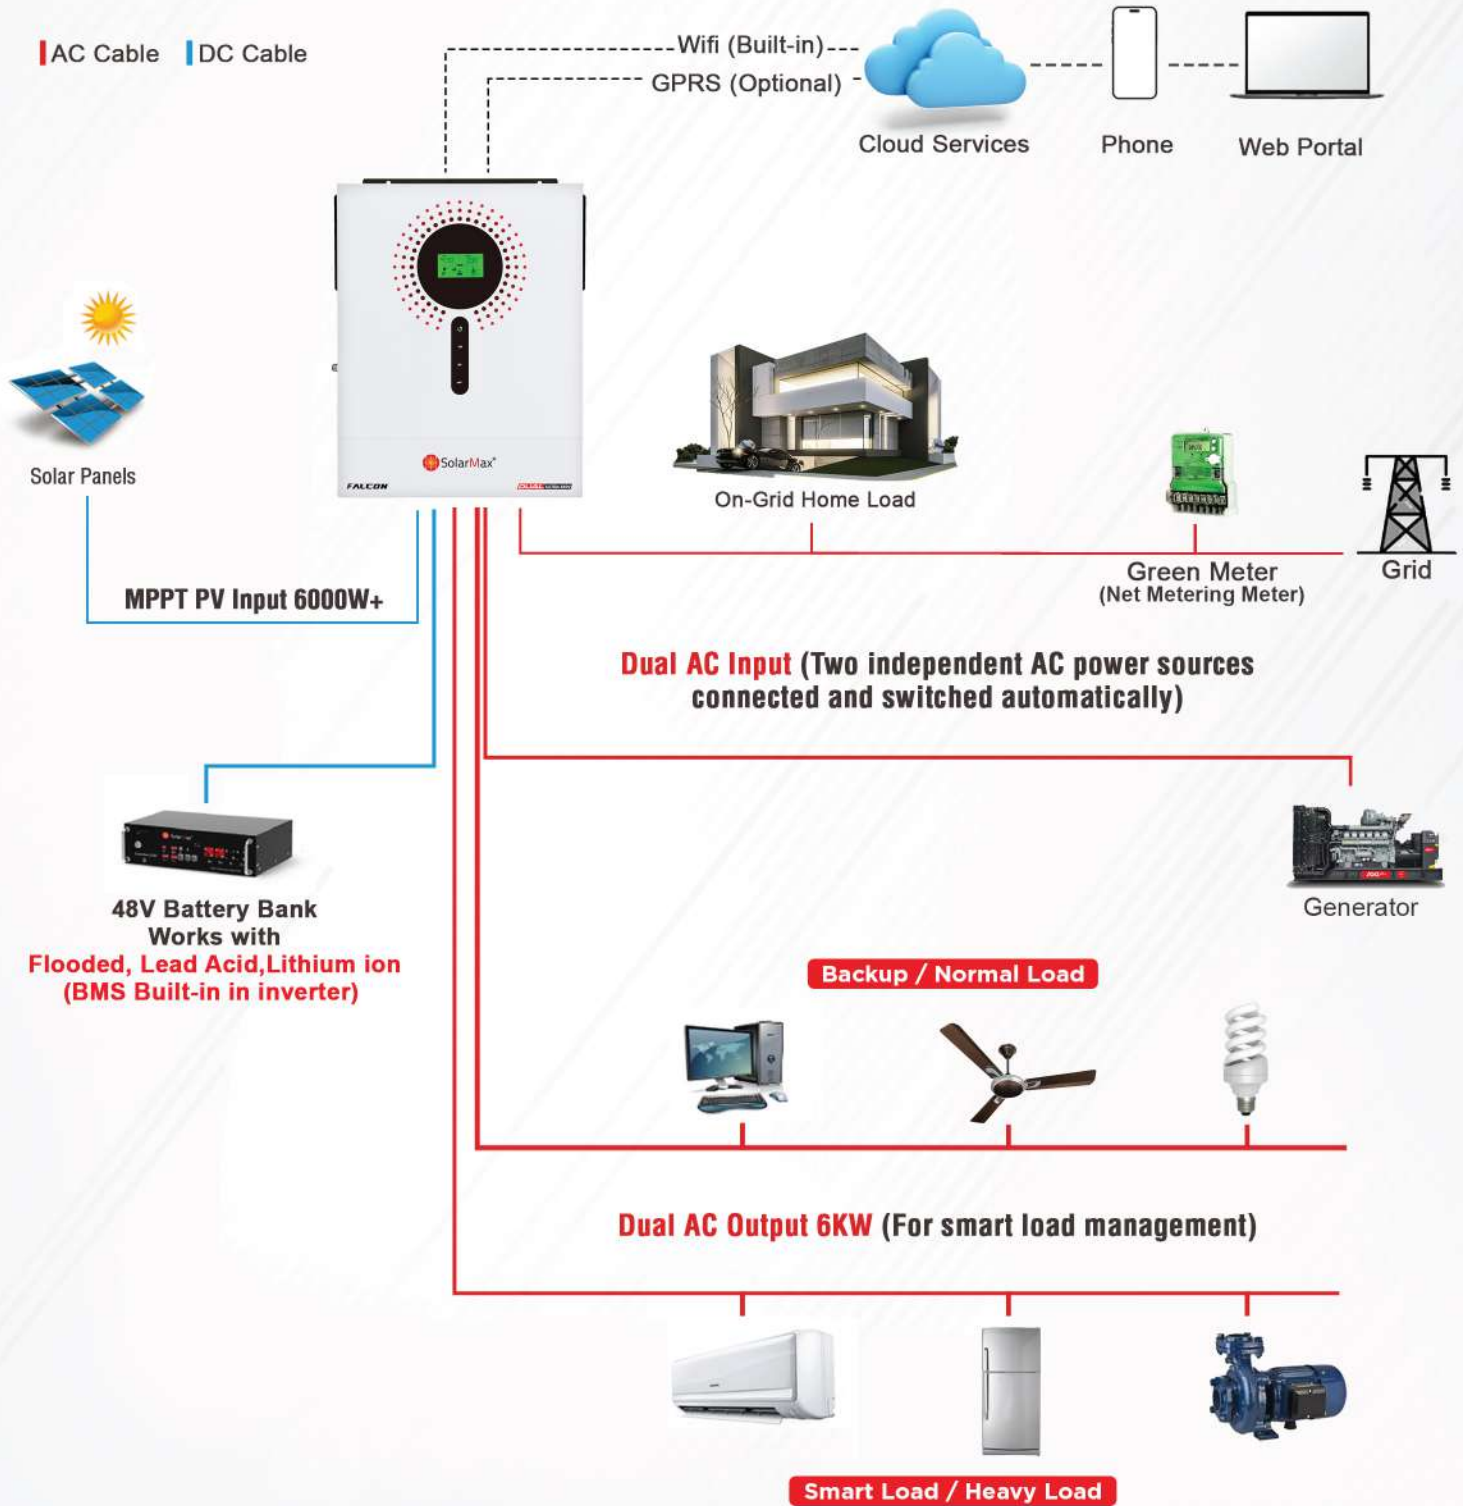 AC Cable
DC Cable
Wifi (Built-in)
GPRS (Optional)
Cloud Services
Phone
Web Portal
SolarMax®
FALCON
Solar Panels
On-Grid Home Load
Green Meter
(Net Metering Meter)
Grid
MPPT PV Input 6000W+
Dual AC Input (Two independent AC power sources
connected and switched automatically)
48V Battery Bank
Works with
Flooded, Lead Acid,Lithium ion
(BMS Built-in in inverter)
Generator
Backup / Normal Load
Dual AC Output 6KW (For smart load management)
Smart Load / Heavy Load